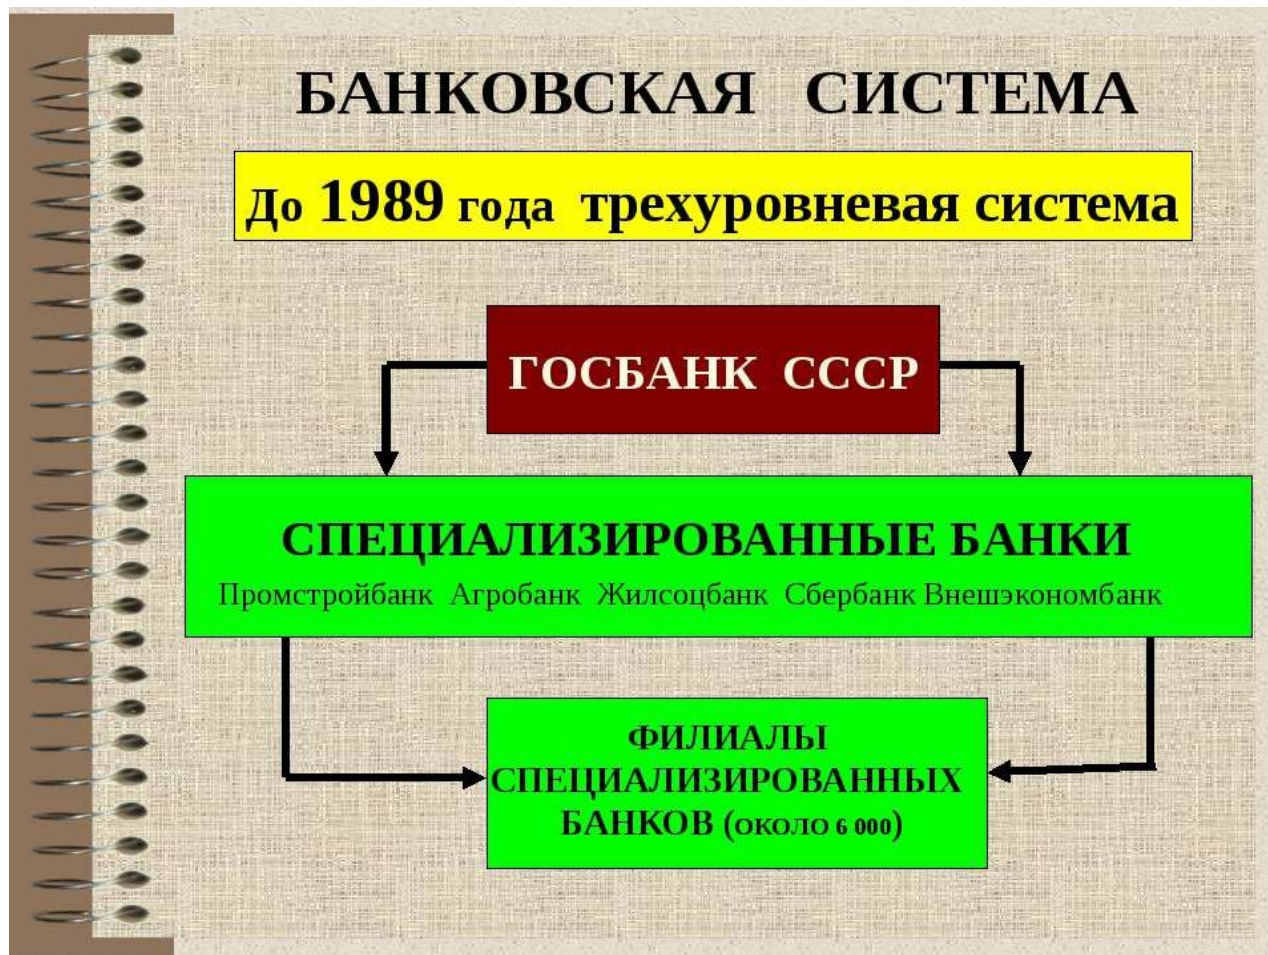 БАНКОВСКАЯ СИСТЕМА
До 1989 года трехуровневая система
ГОСБАНК СССР
СПЕЦИАЛИЗИРОВАННЫЕ БАНКИ
Промстройбанк Агробанк Жилсоцбанк Сбербанк Внешэкономбанк
ФИЛИАЛЫ
СПЕЦИАЛИЗИРОВАННЫХ
БАНКОВ (ОКОЛО 6 000)